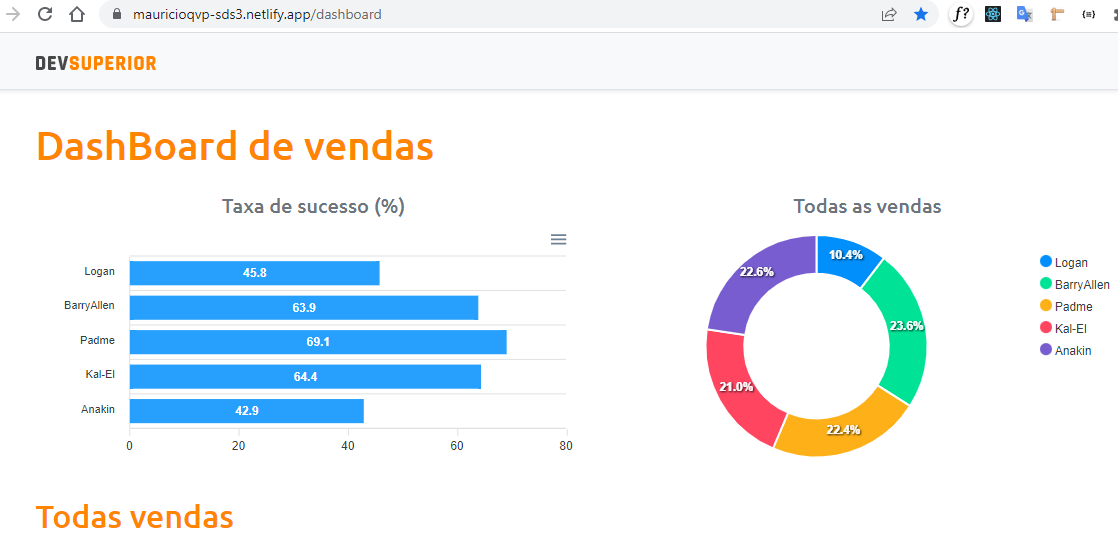 mauricioqvp-sds3.netlify.app/dashboard
f?
DEVSUPERIOR
DashBoard de vendas
Taxa de sucesso (%)
Logan 45.8
BarryAllen 63.9
Padme 69.1
Kal-El 64.4
Anakin 42.9
0 20 40 60 80
Todas as vendas
10.4%
23.6%
22.4%
21.0%
22.6%
Logan
BarryAllen
Padme
Kal-El
Anakin
Todas vendas